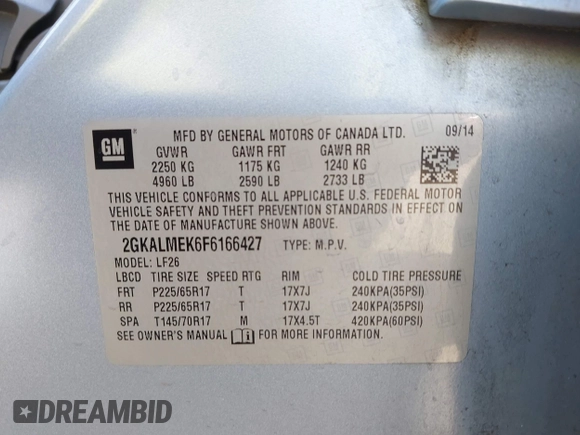 MFD BY GENERAL MOTORS OF CANADA LTD. 09/14
GM GVWR GAWR FRT GAWR RR
2250 KG 1175 KG 1240 KG
4960 LB 2590 LB 2733 LB
THIS VEHICLE CONFORMS TO ALL APPLICABLE U.S. FEDERAL MOTOR
VEHICLE SAFETY AND THEFT PREVENTION STANDARDS IN EFFECT ON
THE DATE OF MANUFACTURE SHOWN ABOVE.
2GKALMEK6F6166427 TYPE: M.P.V.
MODEL: LF26
LBCD TIRE SIZE SPEED RTG RIM COLD TIRE PRESSURE
FRT P225/65R17 T 17X7J 240KPA(35PSI)
RR P225/65R17 T 17X7J 240KPA(35PSI)
SPA T145/70R17 M 17X4.5T 420KPA(60PSI)
SEE OWNER'S MANUAL FOR MORE INFORMATION.
DREAMBID